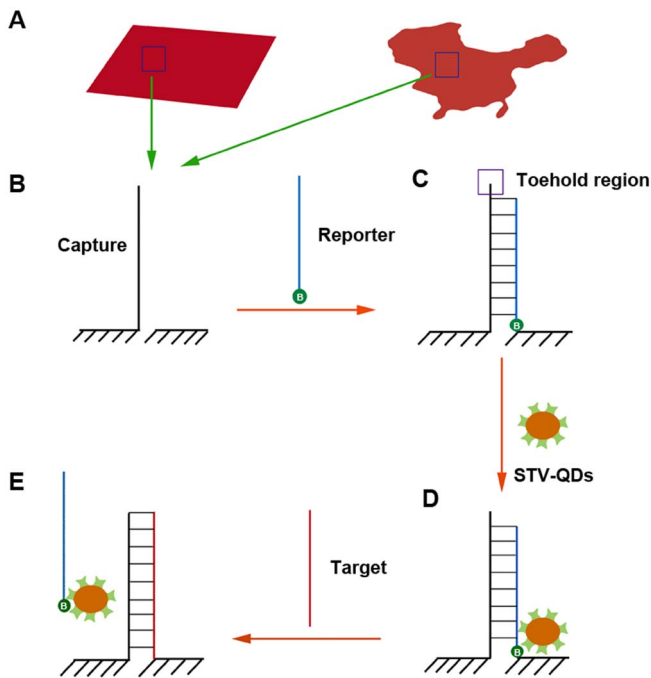 A
B
C
Toehold region
Capture
Reporter
B
B
STV-QDs
E
D
Target
B
B